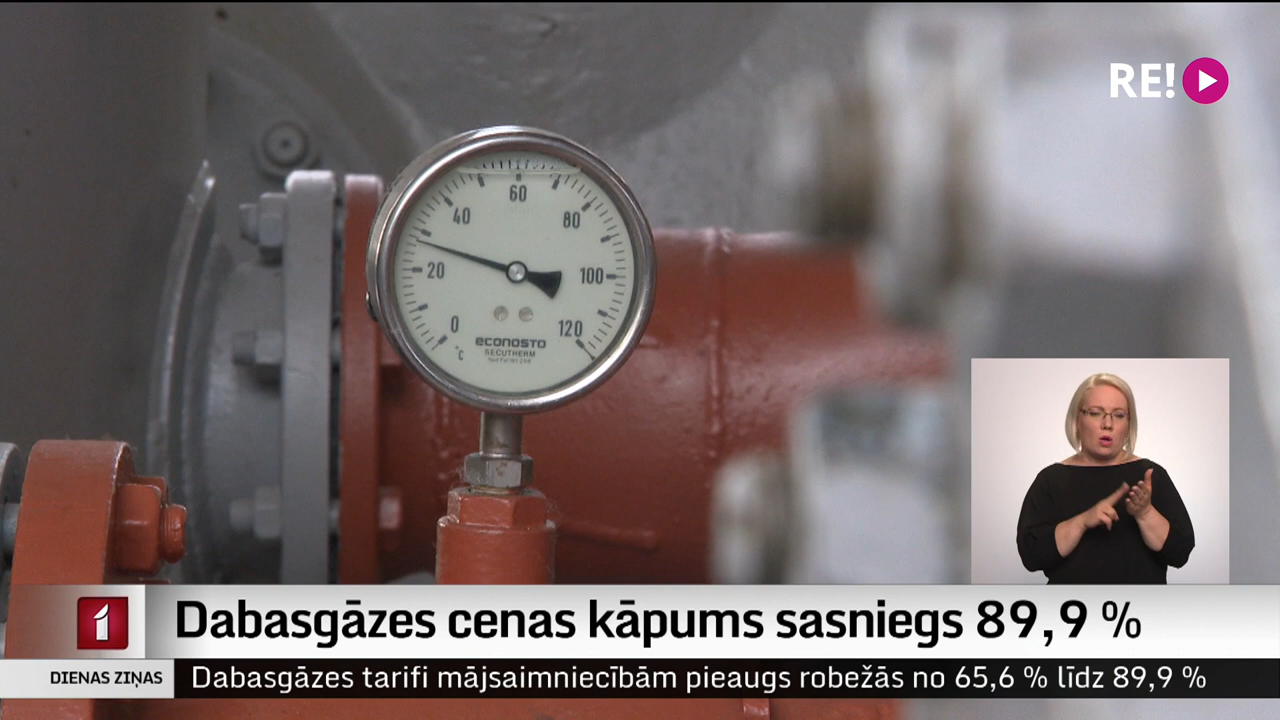 RE!
60
40
80
20
100
0
120
°C
ECONOSTO
SECUTHERM
1
Dabasgāzes cenas kāpums sasniegs 89,9 %
DIENAS ZIŅAS
Dabasgāzes tarifi mājsaimniecībām pieaugs robežās no 65,6 % līdz 89,9 %